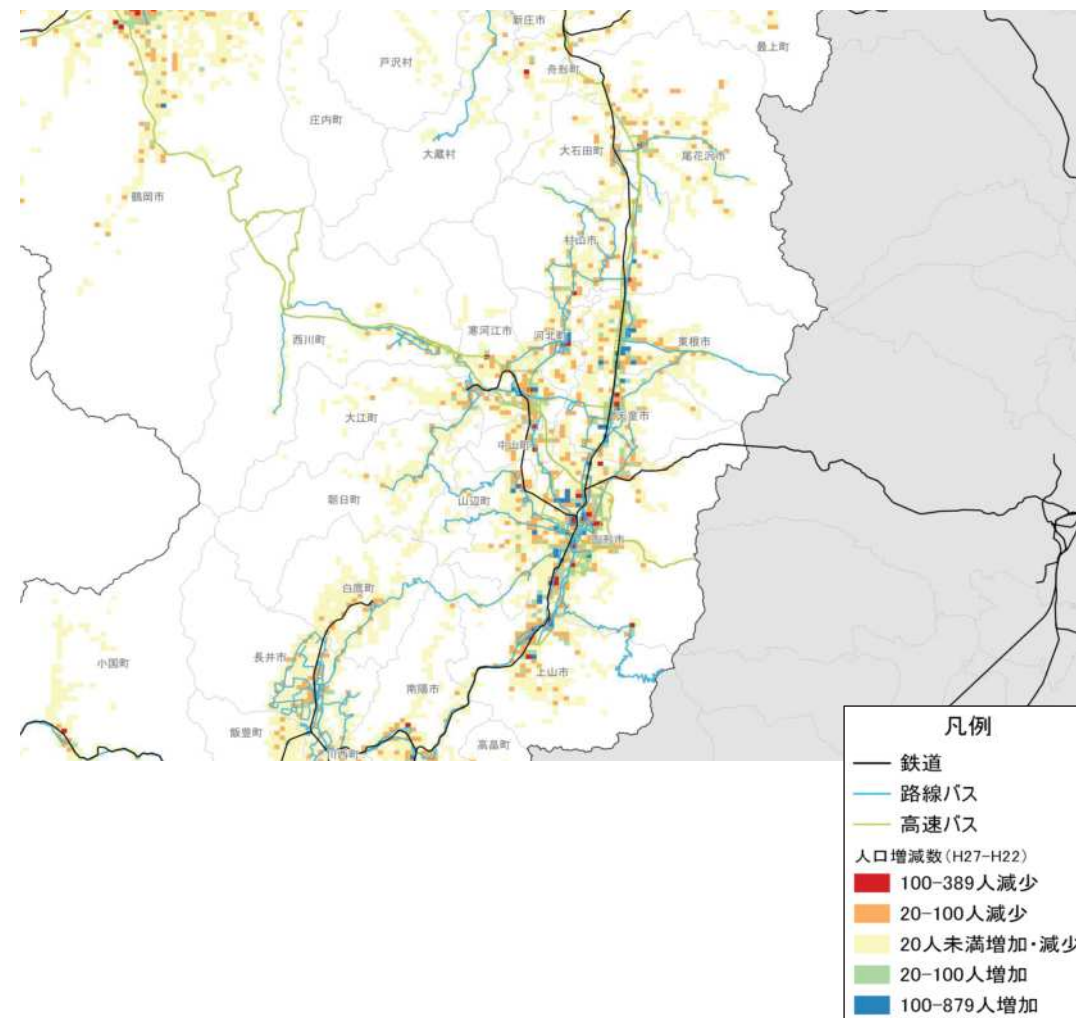 新庄市
最上町
戸沢村
舟形町
庄内町
大蔵村
大石田町
尾花沢市
鶴岡市
村山市
西川町
寒河江市
河北町
東根市
大江町
天童市
中山町
朝日町
山辺町
山形市
白鷹町
小国町
長井市
南陽市
上山市
飯豊町
川西町
高畠町
凡例
鉄道
路線バス
高速バス
人口増減数(H27-H22)
100-389人減少
20-100人減少
20人未満増加・減少
20-100人増加
100-879人増加